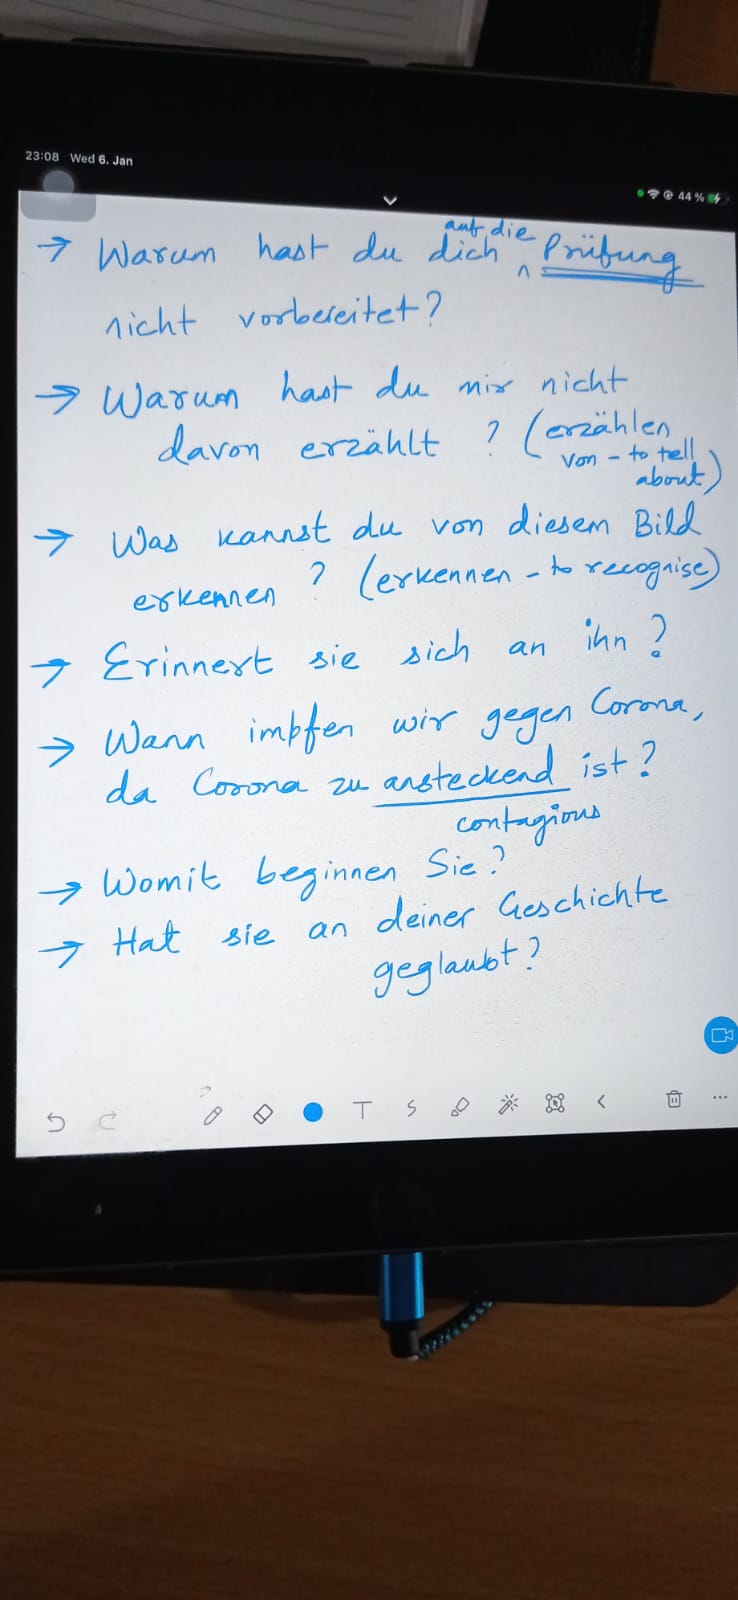 23:08 Wed 6. Jan
44 %
→ Warum hast du dich auf die Prüfung
nicht vorbereitet?
→ Warum hast du mir nicht
davon erzählt ? (erzählen
von - to tell
about)
→ Was kannst du von diesem Bild
erkennen ? (erkennen - to recognise)
→ Erinnert sie sich an ihn ?
→ Wann impfen wir gegen Corona,
da Corona zu ansteckend ist ?
contagious
→ Womit beginnen Sie ?
→ Hat sie an deiner Geschichte
geglaubt ?
T